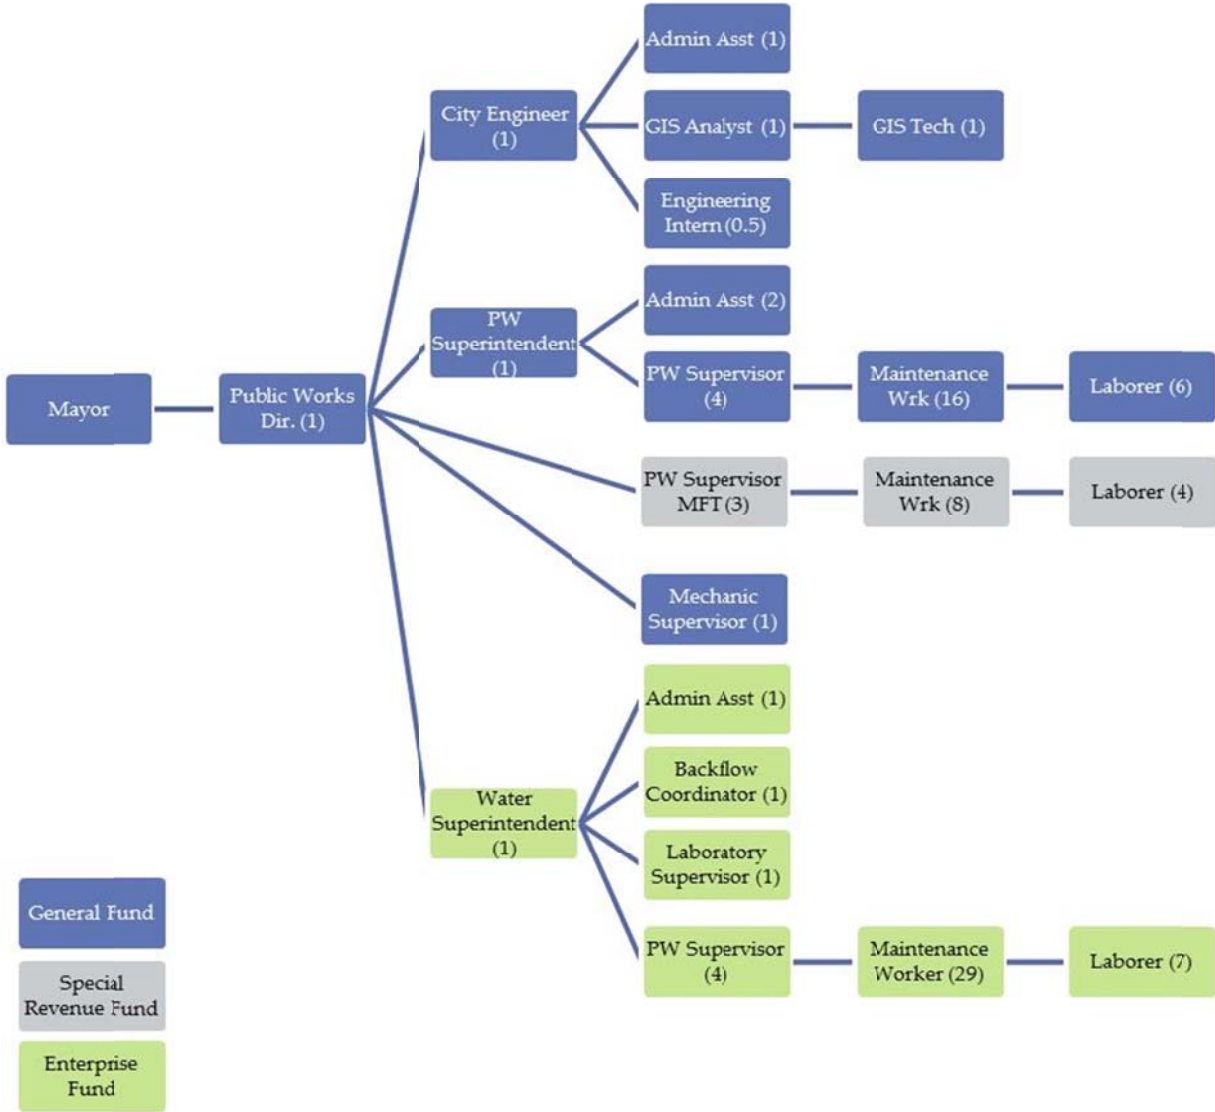 Admin Asst (1)
City Engineer
(1)
GIS Analyst (1)
GIS Tech (1)
Engineering
Intern (0.5)
Admin Asst (2)
PW
Superintendent
(1)
PW Supervisor
(4)
Maintenance
Wrk (16)
Laborer (6)
Mayor
Public Works
Dir. (1)
PW Supervisor
MFT (3)
Maintenance
Wrk (8)
Laborer (4)
Mechanic
Supervisor (1)
Admin Asst (1)
Backflow
Coordinator (1)
Water
Superintendent
(1)
Laboratory
Supervisor (1)
PW Supervisor
(4)
Maintenance
Worker (29)
Laborer (7)
General Fund
Special
Revenue Fund
Enterprise
Fund